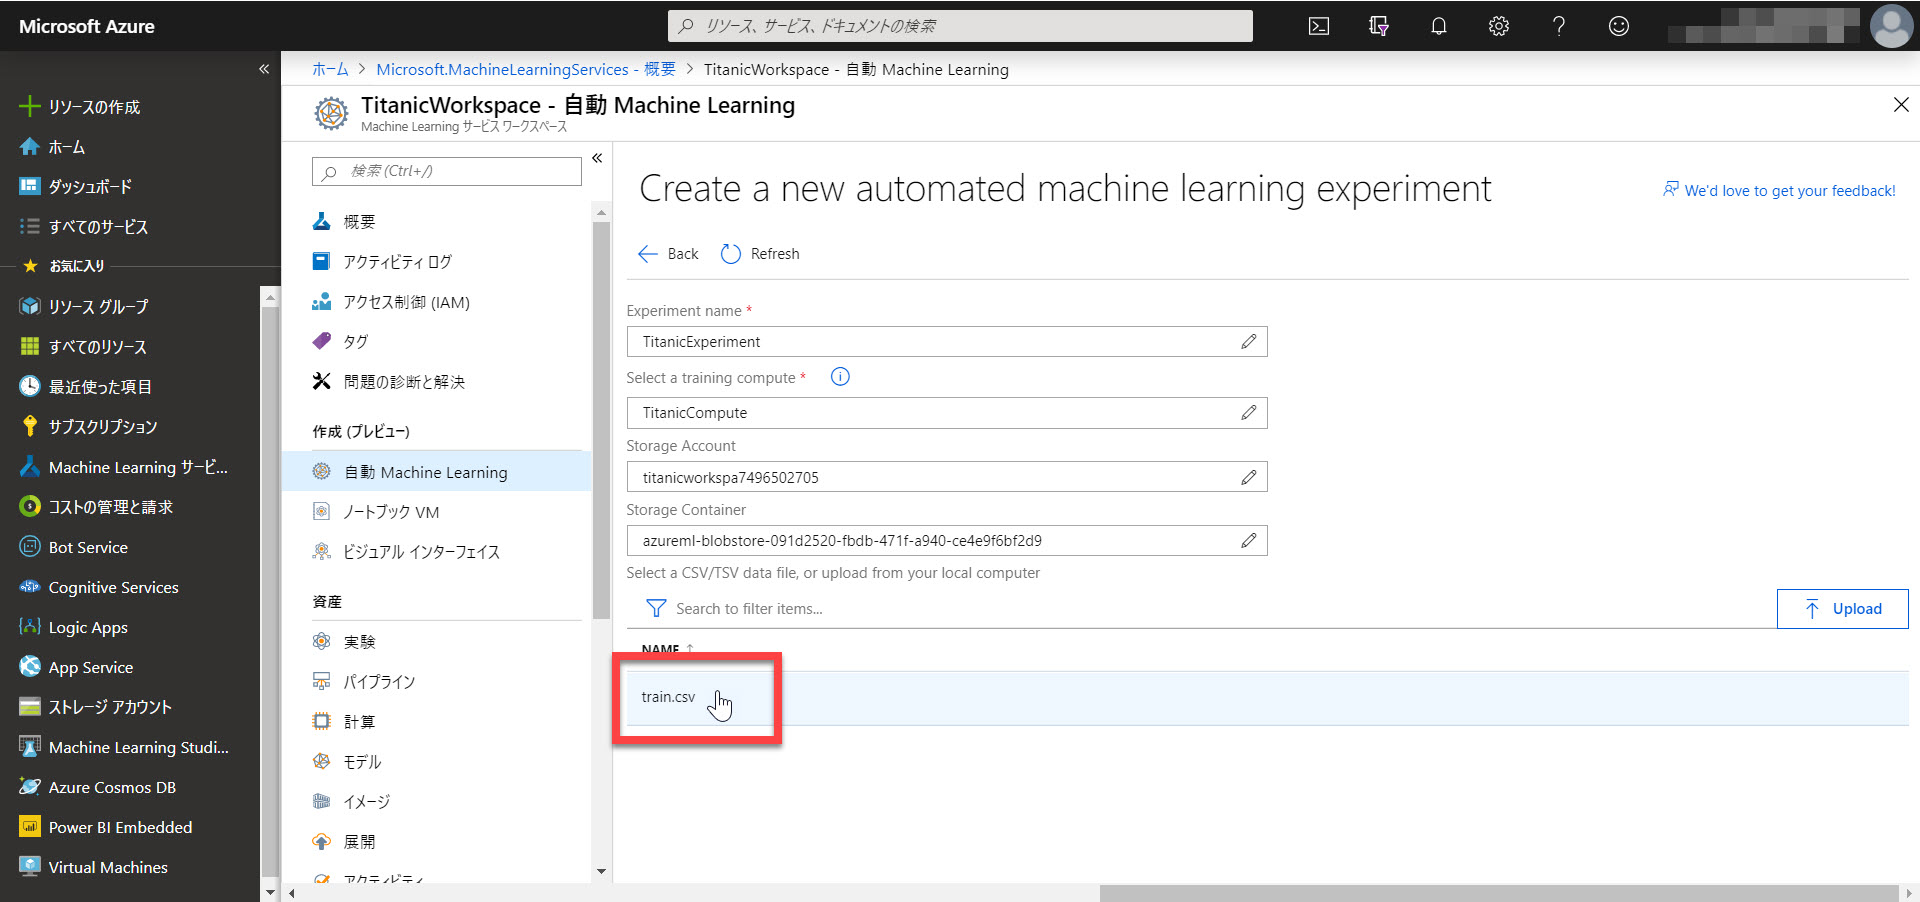 Microsoft Azure
リソース、サービス、ドキュメントの検索
ホーム > Microsoft.MachineLearningServices - 概要 > TitanicWorkspace - 自動 Machine Learning
TitanicWorkspace - 自動 Machine Learning
Machine Learning サービス ワークスペース
リソースの作成
ホーム
ダッシュボード
すべてのサービス
お気に入り
リソース グループ
すべてのリソース
最近使った項目
サブスクリプション
Machine Learning サービ...
コストの管理と請求
Bot Service
Cognitive Services
Logic Apps
App Service
ストレージ アカウント
Machine Learning Studi...
Azure Cosmos DB
Power BI Embedded
Virtual Machines
検索 (Ctrl+/)
概要
アクティビティ ログ
アクセス制御 (IAM)
タグ
問題の診断と解決
作成 (プレビュー)
自動 Machine Learning
ノートブック VM
ビジュアル インターフェイス
資産
実験
パイプライン
計算
モデル
イメージ
展開
アクティビティ
Create a new automated machine learning experiment
We'd love to get your feedback!
Back
Refresh
Experiment name *
TitanicExperiment
Select a training compute *
TitanicCompute
Storage Account
titanicworkspa7496502705
Storage Container
azureml-blobstore-091d2520-fbdb-471f-a940-ce4e9f6bf2d9
Select a CSV/TSV data file, or upload from your local computer
Search to filter items...
Upload
NAME ↑
train.csv